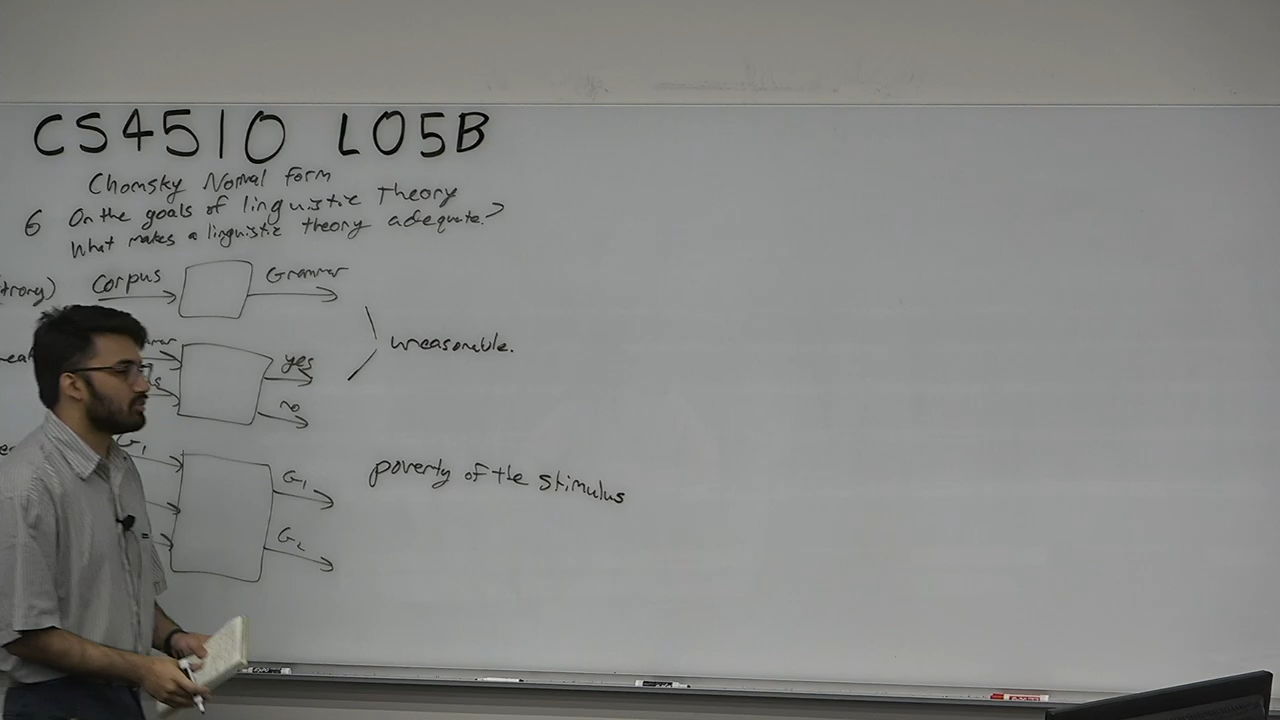 CS4510 L05B
Chomsky Normal Form
6 On the goals of linguistic Theory
What makes a linguistic theory adequate?
trong) Corpus Grammar
unreasonable.
yes
no
G1
G1
poverty of the stimulus
G2